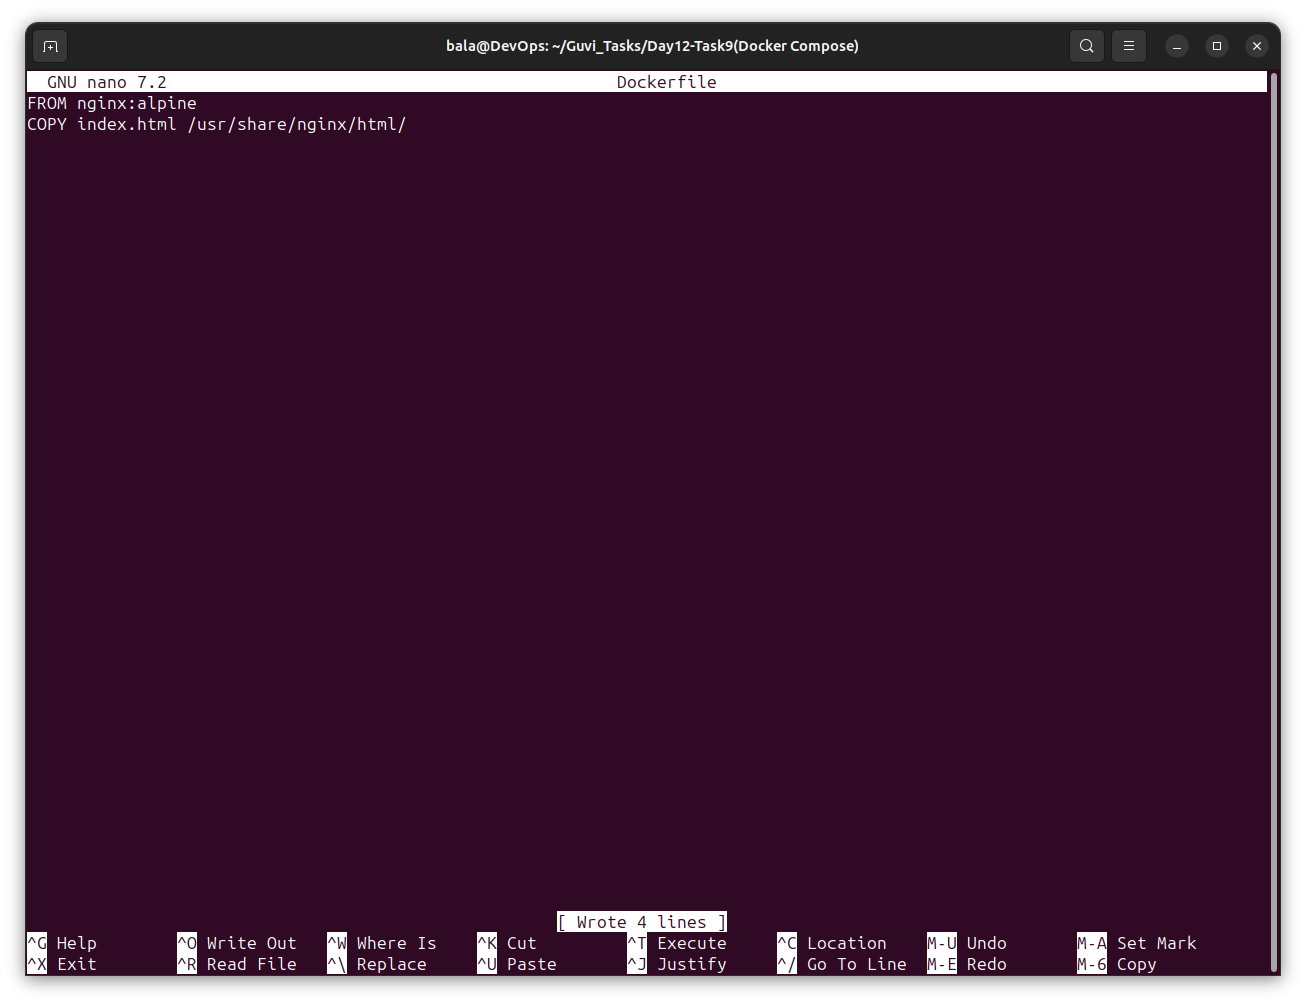 bala@DevOps: ~/Guvi_Tasks/Day12-Task9(Docker Compose)
GNU nano 7.2 Dockerfile
FROM nginx:alpine
COPY index.html /usr/share/nginx/html/
[ Wrote 4 lines ]
^G Help ^O Write Out ^W Where Is ^K Cut ^T Execute ^C Location M-U Undo M-A Set Mark
^X Exit ^R Read File ^\ Replace ^U Paste ^J Justify ^/ Go To Line M-E Redo M-6 Copy